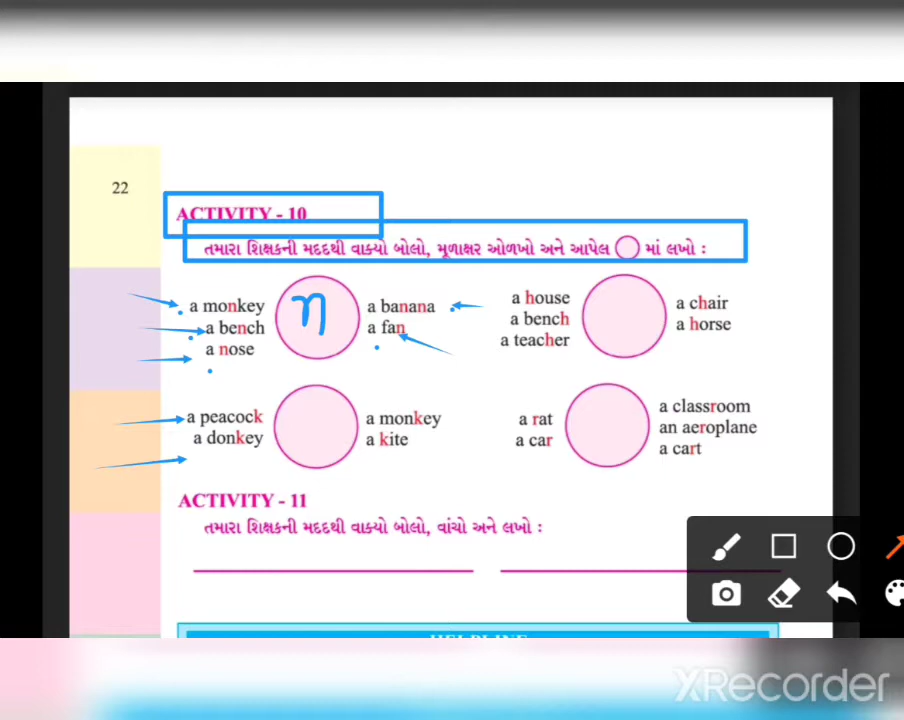 22
ACTIVITY - 10
તમારા શિક્ષકની મદદથી વાક્યો બોલો, મૂળાક્ષર ઓળખો અને આપેલ માં લખો :
a monkey
a bench
a nose
n
a banana
a fan
a house
a bench
a teacher
a chair
a horse
a peacock
a donkey
a monkey
a kite
a rat
a car
a classroom
an aeroplane
a cart
ACTIVITY - 11
તમારા શિક્ષકની મદદથી વાક્યો બોલો, વાંચો અને લખો :
HELPLINE
XRecorder